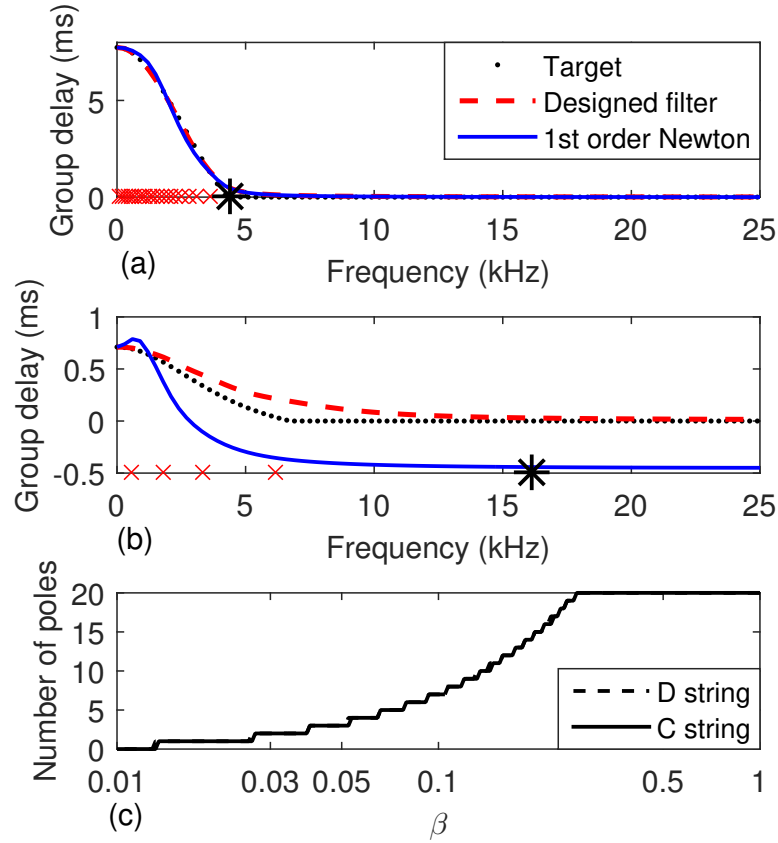 Group delay (ms)
5
0
Target
Designed filter
1st order Newton
0 5 10 15 20 25
(a)
Frequency (kHz)
Group delay (ms)
1
0.5
0
-0.5
0 5 10 15 20 25
(b)
Frequency (kHz)
Number of poles
20
15
10
5
0
D string
C string
0.01 0.03 0.05 0.1 0.5 1
(c)
β